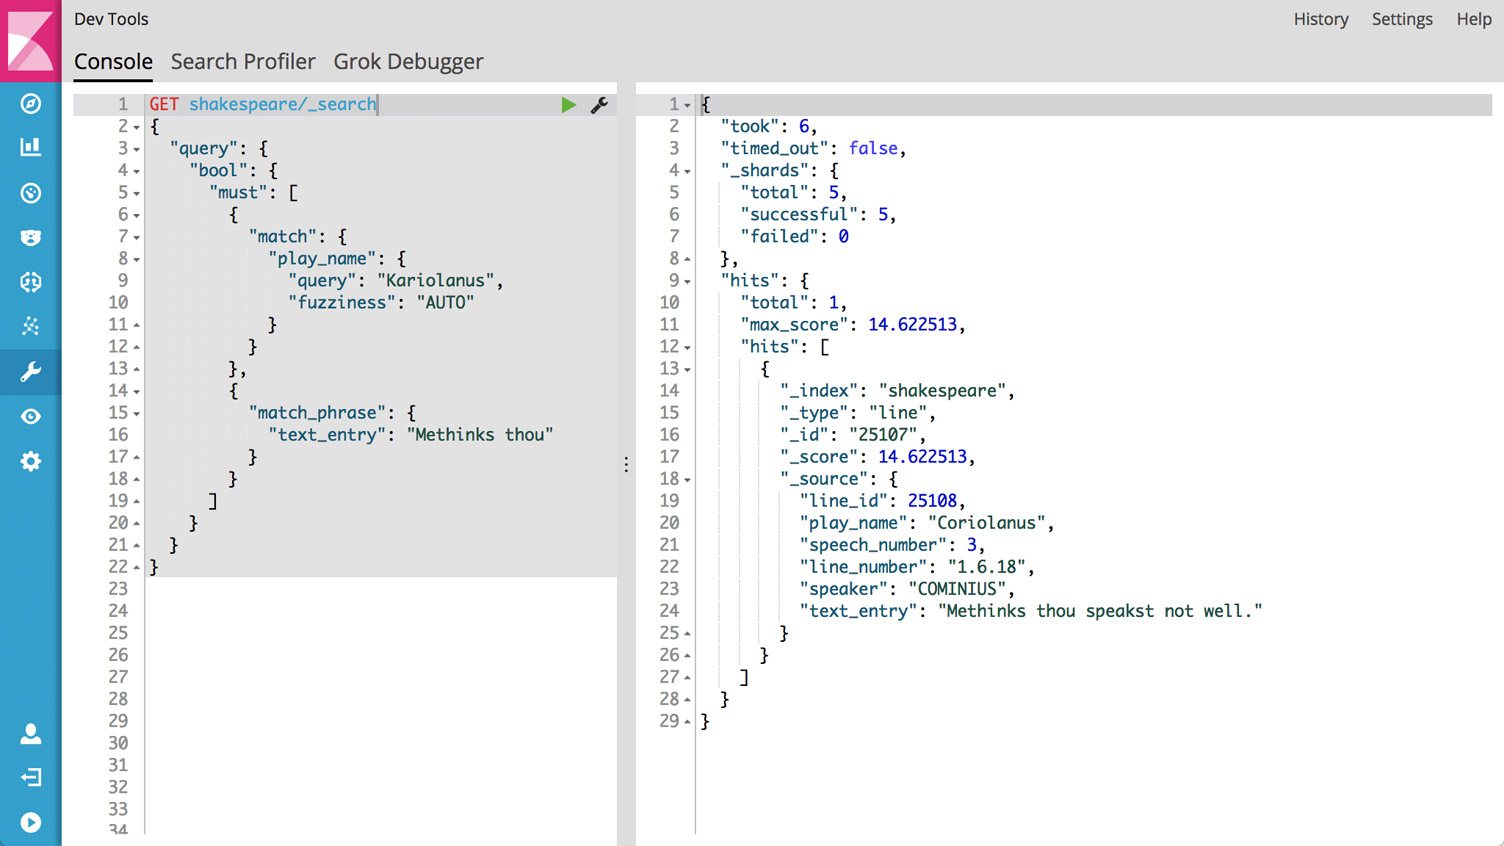 Dev Tools
History Settings Help
Console Search Profiler Grok Debugger
1 GET shakespeare/_search
2 {
3 "query": {
4 "bool": {
5 "must": [
6 {
7 "match": {
8 "play_name": {
9 "query": "Kariolanus",
10 "fuzziness": "AUTO"
11 }
12 }
13 },
14 {
15 "match_phrase": {
16 "text_entry": "Methinks thou"
17 }
18 }
19 ]
20 }
21 }
22 }
23
24
25
26
27
28
29
30
31
32
33
34
1 {
2 "took": 6,
3 "timed_out": false,
4 "_shards": {
5 "total": 5,
6 "successful": 5,
7 "failed": 0
8 },
9 "hits": {
10 "total": 1,
11 "max_score": 14.622513,
12 "hits": [
13 {
14 "_index": "shakespeare",
15 "_type": "line",
16 "_id": "25107",
17 "_score": 14.622513,
18 "_source": {
19 "line_id": 25108,
20 "play_name": "Coriolanus",
21 "speech_number": 3,
22 "line_number": "1.6.18",
23 "speaker": "COMINIUS",
24 "text_entry": "Methinks thou speakst not well."
25 }
26 }
27 ]
28 }
29 }